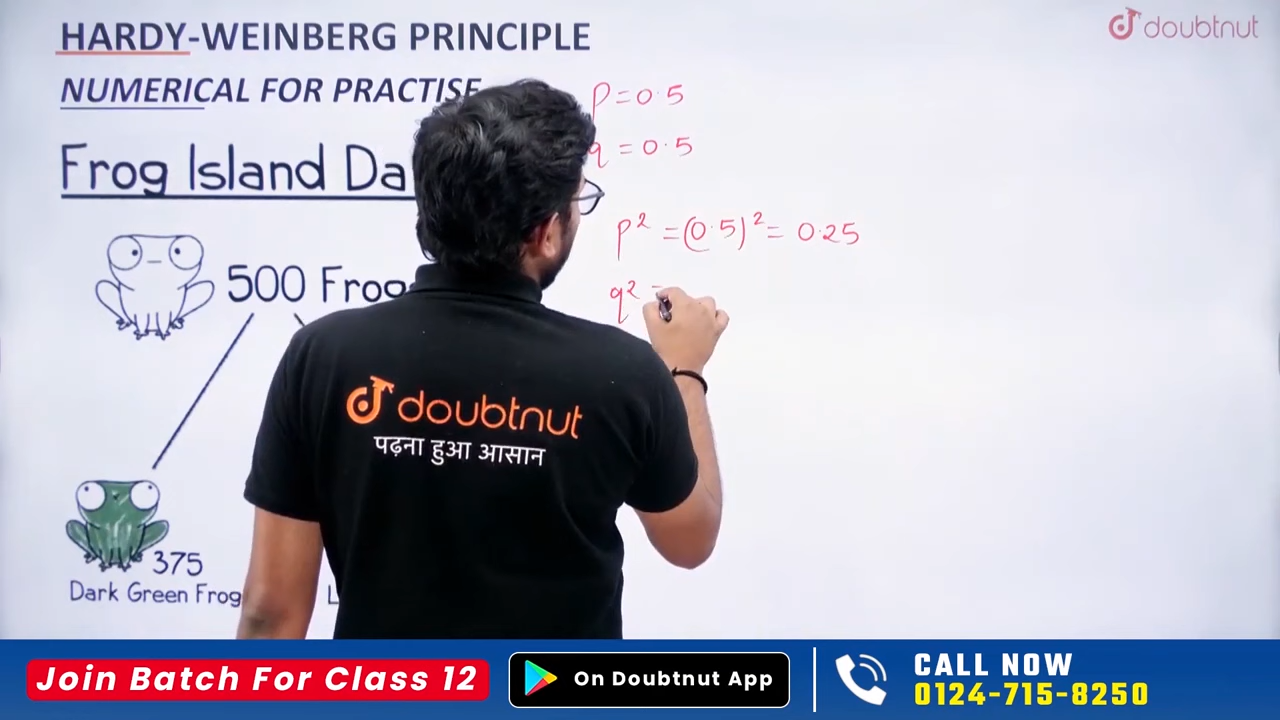 HARDY-WEINBERG PRINCIPLE
doubtnut
NUMERICAL FOR PRACTISE
p = 0.5
q = 0.5
Frog Island Da
p² = (0.5)² = 0.25
500 Frog
q² =
doubtnut
पढ़ना हुआ आसान
375
Dark Green Frog
L
Join Batch For Class 12
On Doubtnut App
CALL NOW
0124-715-8250